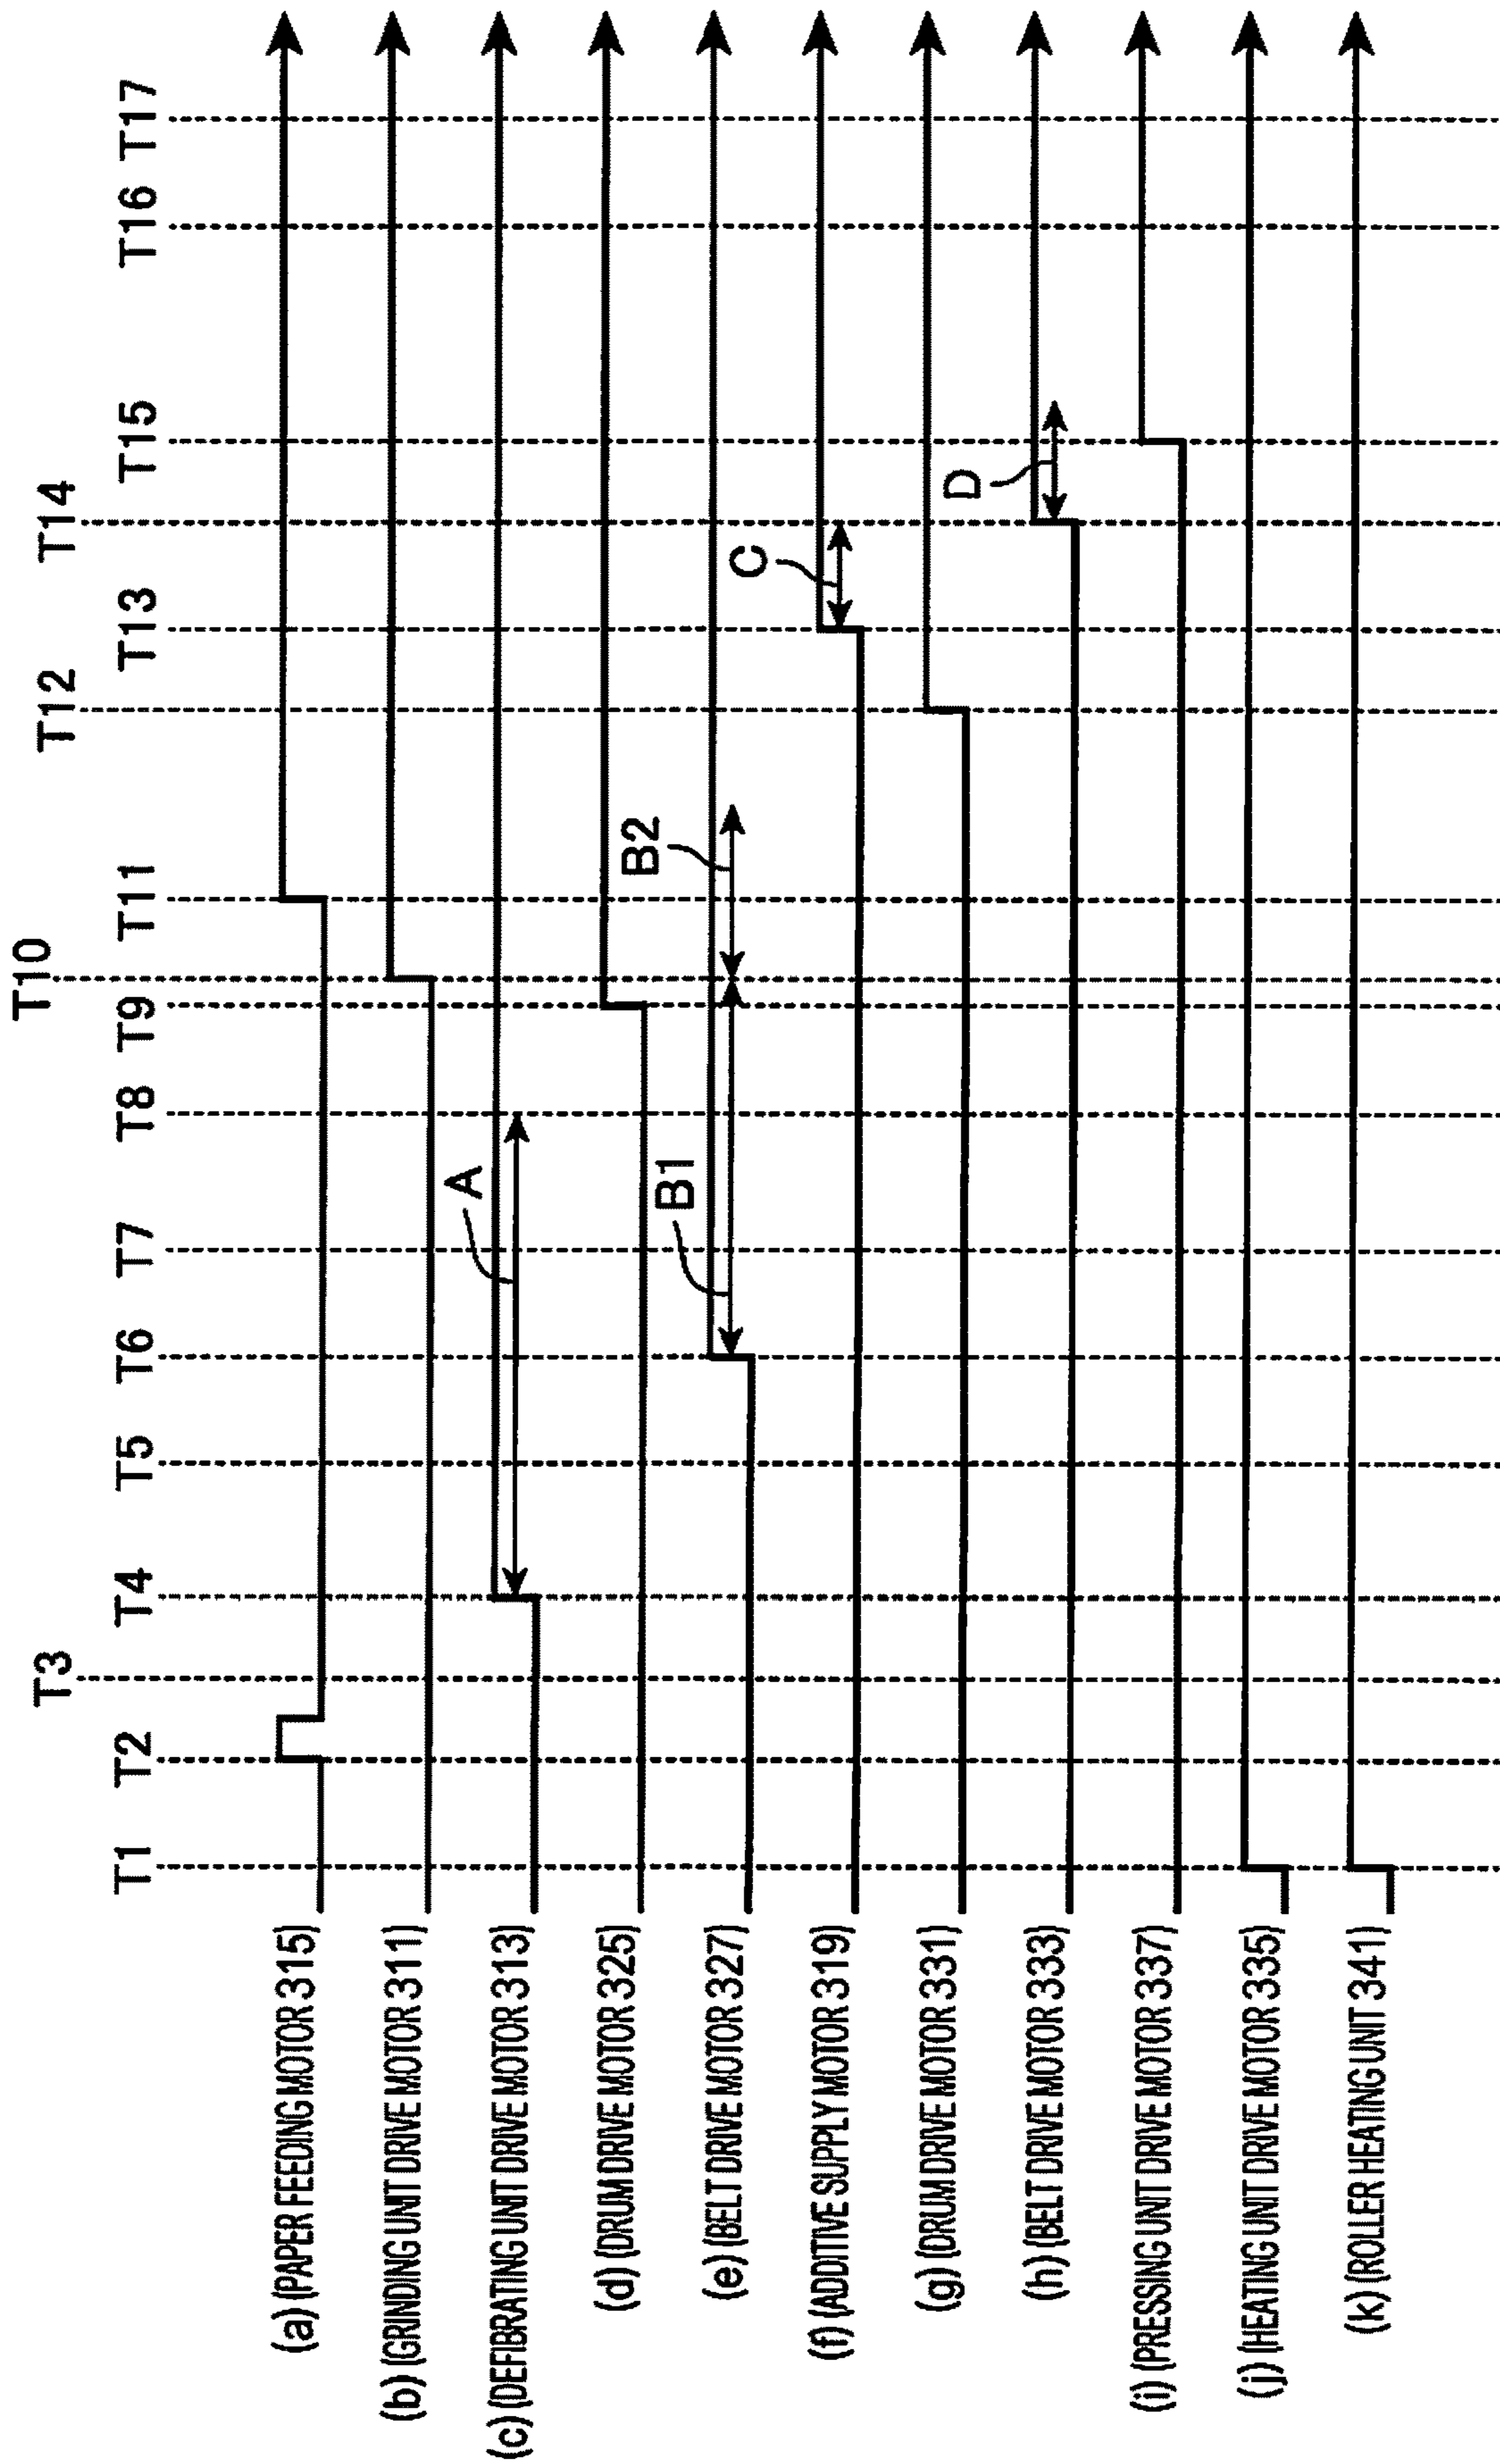 T1
T2
T3
T4
T5
T6
T7
T8
T9
T10
T11
T12
T13
T14
T15
T16
T17
(a) (PAPER FEEDING MOTOR 315)
(b) (GRINDING UNIT DRIVE MOTOR 311)
(c) (DEFIBRATING UNIT DRIVE MOTOR 313)
A
(d) (DRUM DRIVE MOTOR 325)
(e) (BELT DRIVE MOTOR 327)
B1
B2
(f) (ADDITIVE SUPPLY MOTOR 319)
C
(g) (DRUM DRIVE MOTOR 331)
(h) (BELT DRIVE MOTOR 333)
D
(i) (PRESSING UNIT DRIVE MOTOR 337)
(j) (HEATING UNIT DRIVE MOTOR 335)
(k) (ROLLER HEATING UNIT 341)